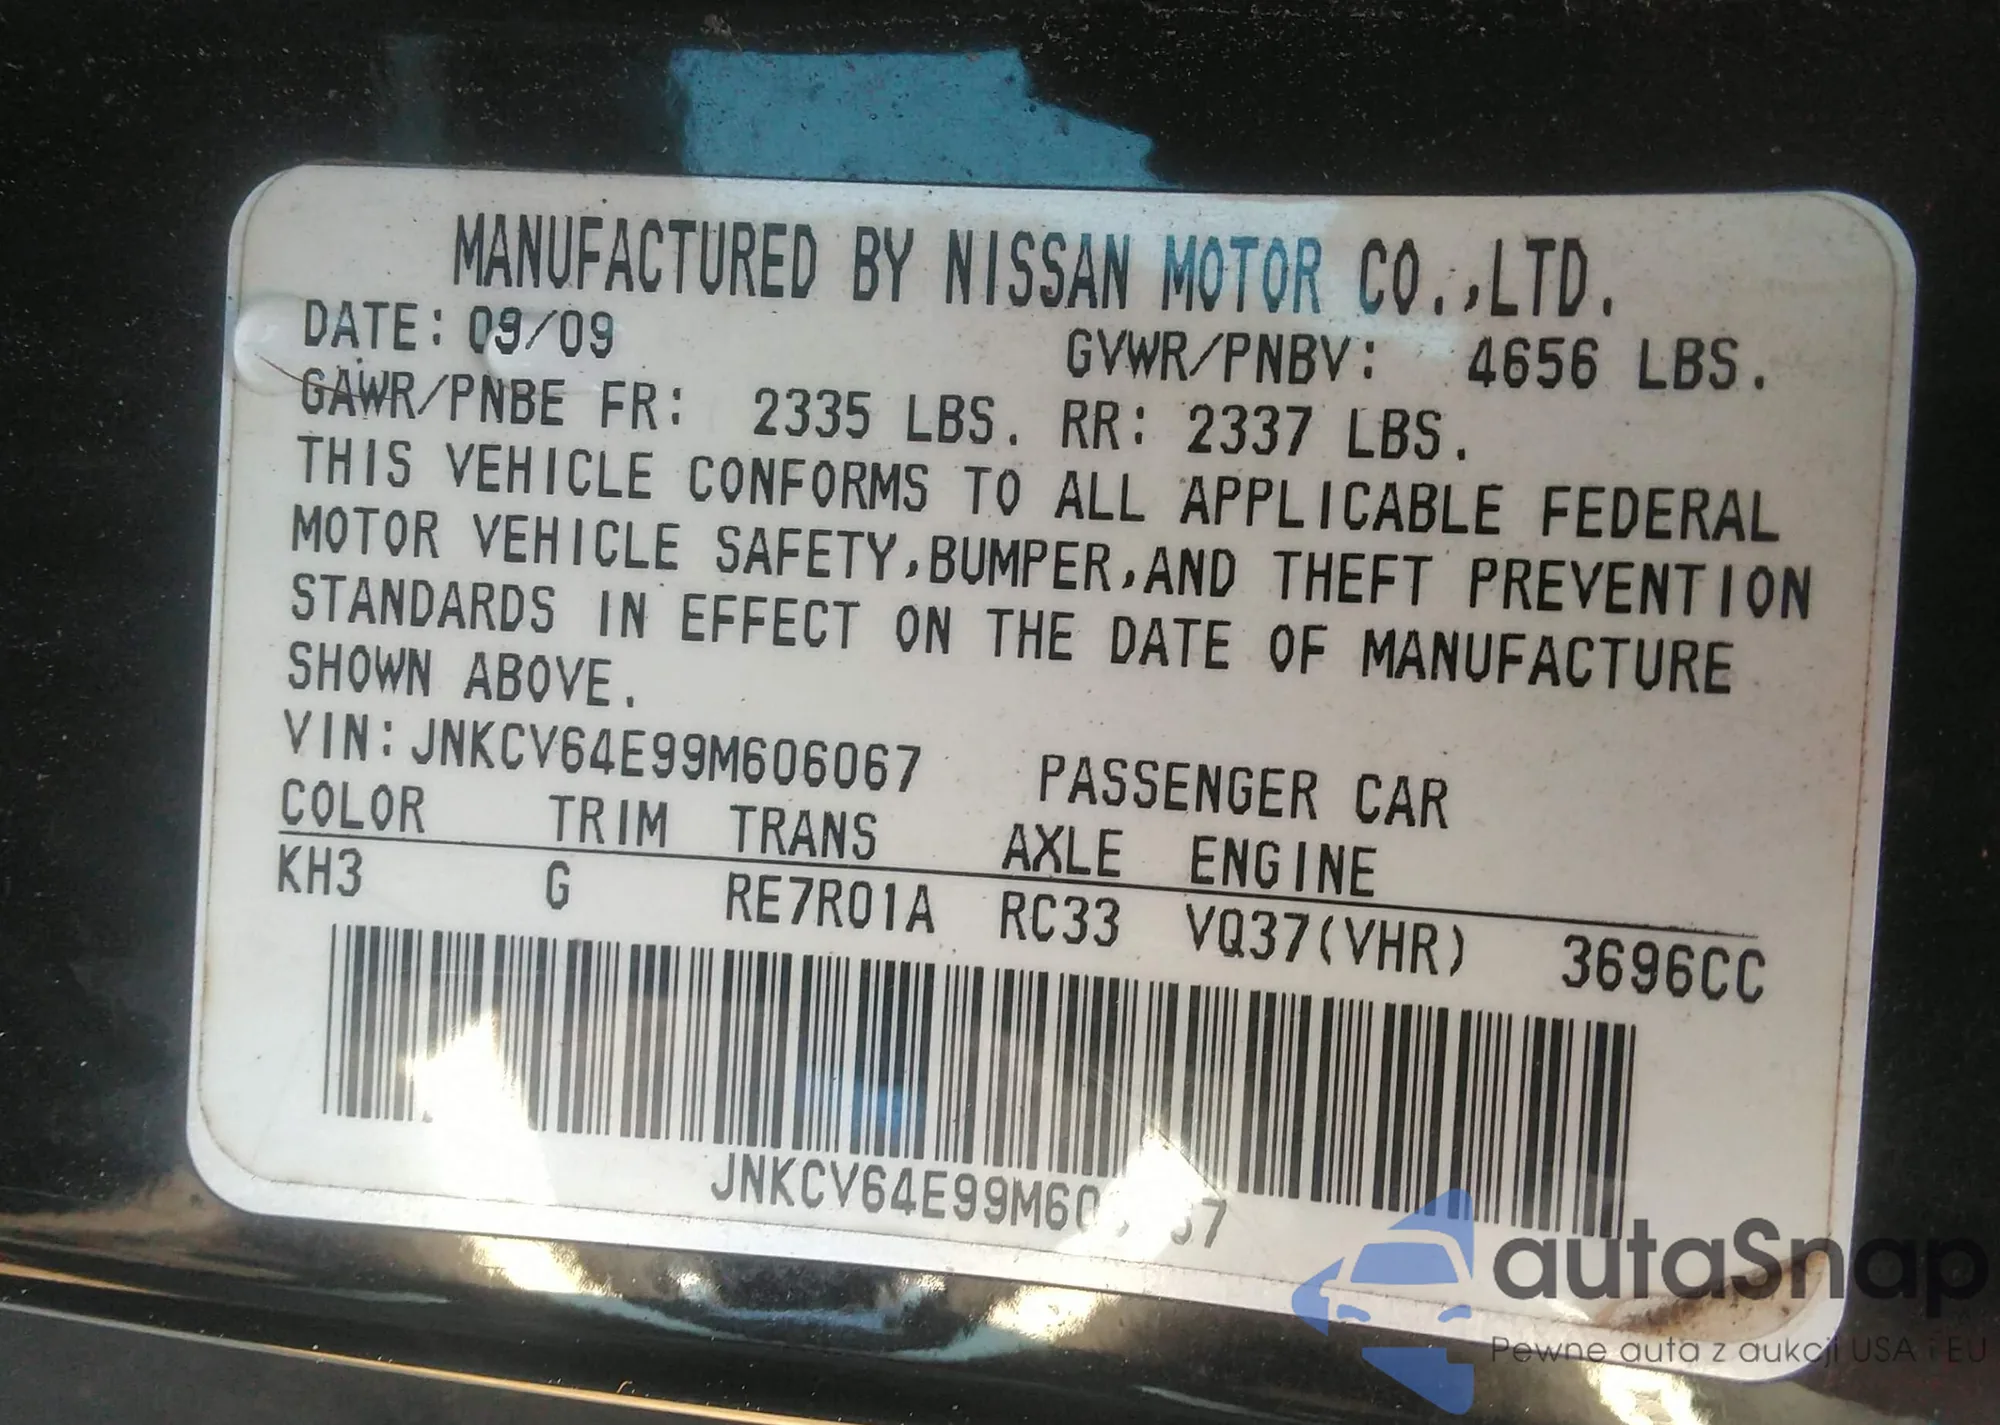 MANUFACTURED BY NISSAN MOTOR CO.,LTD.
DATE: 09/09 GVWR/PNBV: 4656 LBS.
GAWR/PNBE FR: 2335 LBS. RR: 2337 LBS.
THIS VEHICLE CONFORMS TO ALL APPLICABLE FEDERAL
MOTOR VEHICLE SAFETY,BUMPER,AND THEFT PREVENTION
STANDARDS IN EFFECT ON THE DATE OF MANUFACTURE
SHOWN ABOVE.
VIN:JNKCV64E99M606067 PASSENGER CAR
COLOR TRIM TRANS AXLE ENGINE
KH3 G RE7R01A RC33 VQ37(VHR) 3696CC
autaSnap
Pewne auta z aukcji USA i EU